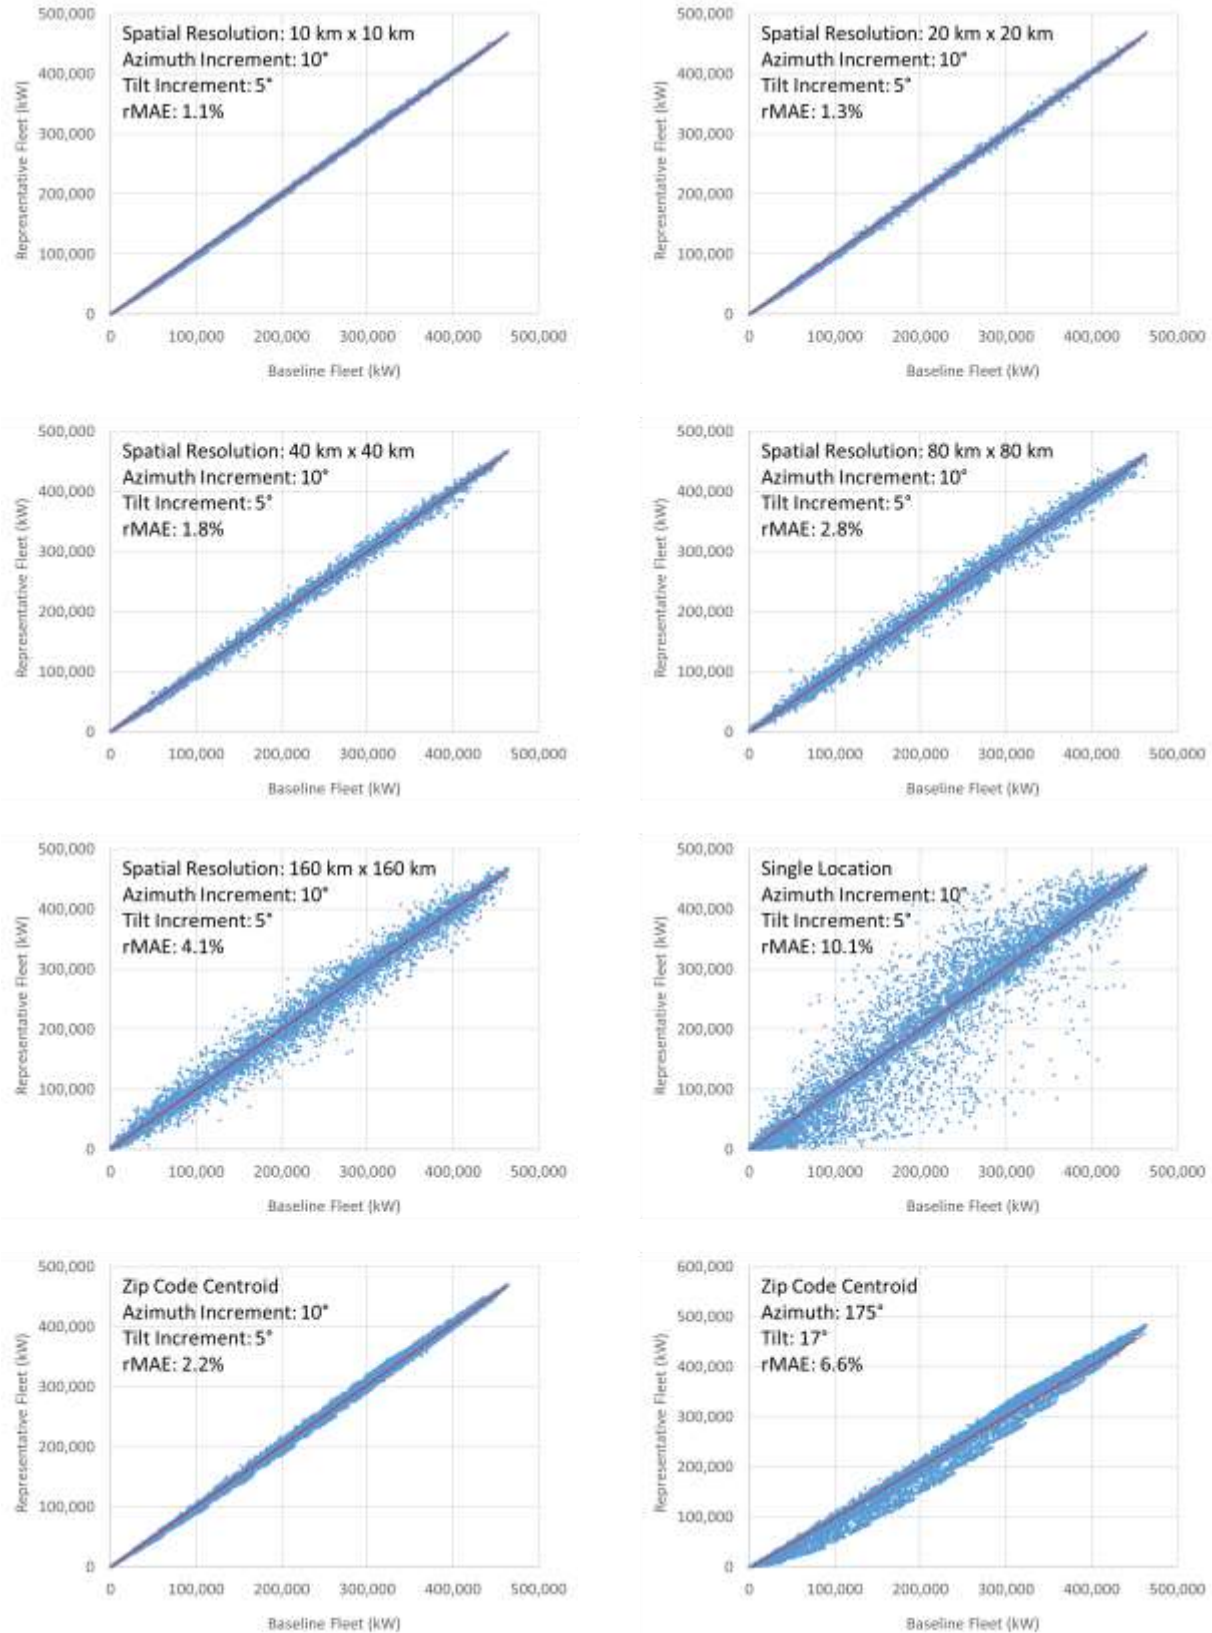 500,000
400,000
300,000
200,000
100,000
0
Representative Fleet (kW)
Spatial Resolution: 10 km x 10 km
Azimuth Increment: 10°
Tilt Increment: 5°
rMAE: 1.1%
0 100,000 200,000 300,000 400,000 500,000
Baseline Fleet (kW)
500,000
400,000
300,000
200,000
100,000
0
Representative Fleet (kW)
Spatial Resolution: 20 km x 20 km
Azimuth Increment: 10°
Tilt Increment: 5°
rMAE: 1.3%
0 100,000 200,000 300,000 400,000 500,000
Baseline Fleet (kW)
500,000
400,000
300,000
200,000
100,000
0
Representative Fleet (kW)
Spatial Resolution: 40 km x 40 km
Azimuth Increment: 10°
Tilt Increment: 5°
rMAE: 1.8%
0 100,000 200,000 300,000 400,000 500,000
Baseline Fleet (kW)
500,000
400,000
300,000
200,000
100,000
0
Representative Fleet (kW)
Spatial Resolution: 80 km x 80 km
Azimuth Increment: 10°
Tilt Increment: 5°
rMAE: 2.8%
0 100,000 200,000 300,000 400,000 500,000
Baseline Fleet (kW)
500,000
400,000
300,000
200,000
100,000
0
Representative Fleet (kW)
Spatial Resolution: 160 km x 160 km
Azimuth Increment: 10°
Tilt Increment: 5°
rMAE: 4.1%
0 100,000 200,000 300,000 400,000 500,000
Baseline Fleet (kW)
500,000
400,000
300,000
200,000
100,000
0
Representative Fleet (kW)
Single Location
Azimuth Increment: 10°
Tilt Increment: 5°
rMAE: 10.1%
0 100,000 200,000 300,000 400,000 500,000
Baseline Fleet (kW)
500,000
400,000
300,000
200,000
100,000
0
Representative Fleet (kW)
Zip Code Centroid
Azimuth Increment: 10°
Tilt Increment: 5°
rMAE: 2.2%
0 100,000 200,000 300,000 400,000 500,000
Baseline Fleet (kW)
600,000
500,000
400,000
300,000
200,000
100,000
0
Representative Fleet (kW)
Zip Code Centroid
Azimuth: 175°
Tilt: 17°
rMAE: 6.6%
0 100,000 200,000 300,000 400,000 500,000
Baseline Fleet (kW)